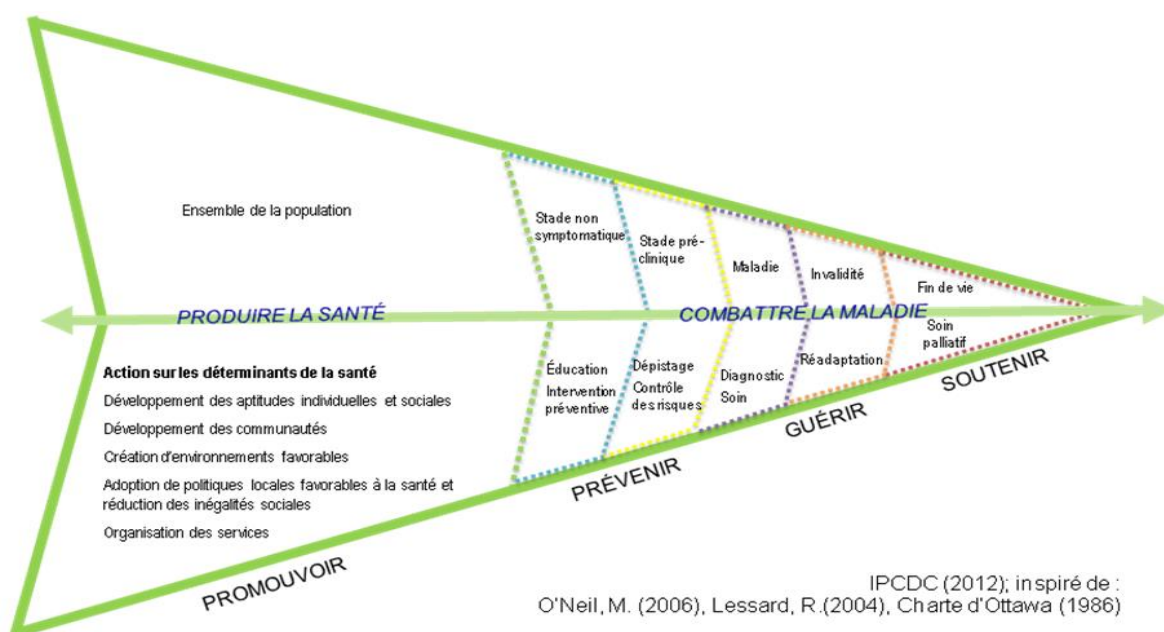 Ensemble de la population
Stade non
symptomatique
Stade pré-
clinique
Maladie
Invalidité
Fin de vie
PRODUIRE LA SANTÉ
COMBATTRE LA MALADIE
Action sur les déterminants de la santé
Développement des aptitudes individuelles et sociales
Développement des communautés
Création d'environnements favorables
Adoption de politiques locales favorables à la santé et
réduction des inégalités sociales
Organisation des services
Éducation
Intervention
préventive
Dépistage
Contrôle
des risques
Diagnostic
Soin
Réadaptation
Soin
palliatif
PROMOUVOIR
PRÉVENIR
GUÉRIR
SOUTENIR
IPCDC (2012); inspiré de :
O'Neil, M. (2006), Lessard, R.(2004), Charte d'Ottawa (1986)